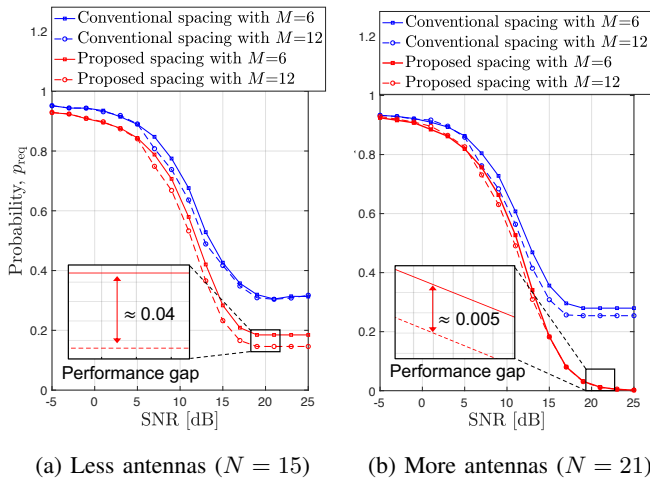 Conventional spacing with M=6
Conventional spacing with M=12
Proposed spacing with M=6
Proposed spacing with M=12
1.2
1
0.8
0.6
0.4
0.2
0
Probability, p_req
≈ 0.04
Performance gap
-5 0 5 10 15 20 25
SNR [dB]
(a) Less antennas (N = 15)
Conventional spacing with M=6
Conventional spacing with M=12
Proposed spacing with M=6
Proposed spacing with M=12
1.2
1
0.8
0.6
0.4
0.2
0
≈ 0.005
Performance gap
-5 0 5 10 15 20 25
SNR [dB]
(b) More antennas (N = 21)